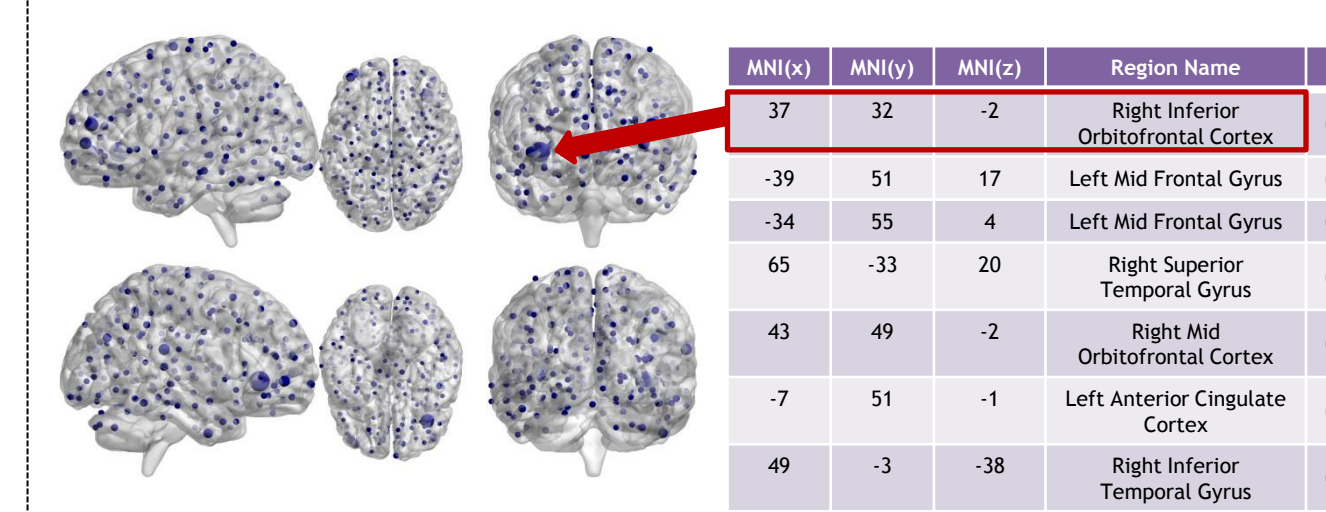 MNI(x) MNI(y) MNI(z) Region Name
37 32 -2 Right Inferior
Orbitofrontal Cortex
-39 51 17 Left Mid Frontal Gyrus
-34 55 4 Left Mid Frontal Gyrus
65 -33 20 Right Superior
Temporal Gyrus
43 49 -2 Right Mid
Orbitofrontal Cortex
-7 51 -1 Left Anterior Cingulate
Cortex
49 -3 -38 Right Inferior
Temporal Gyrus